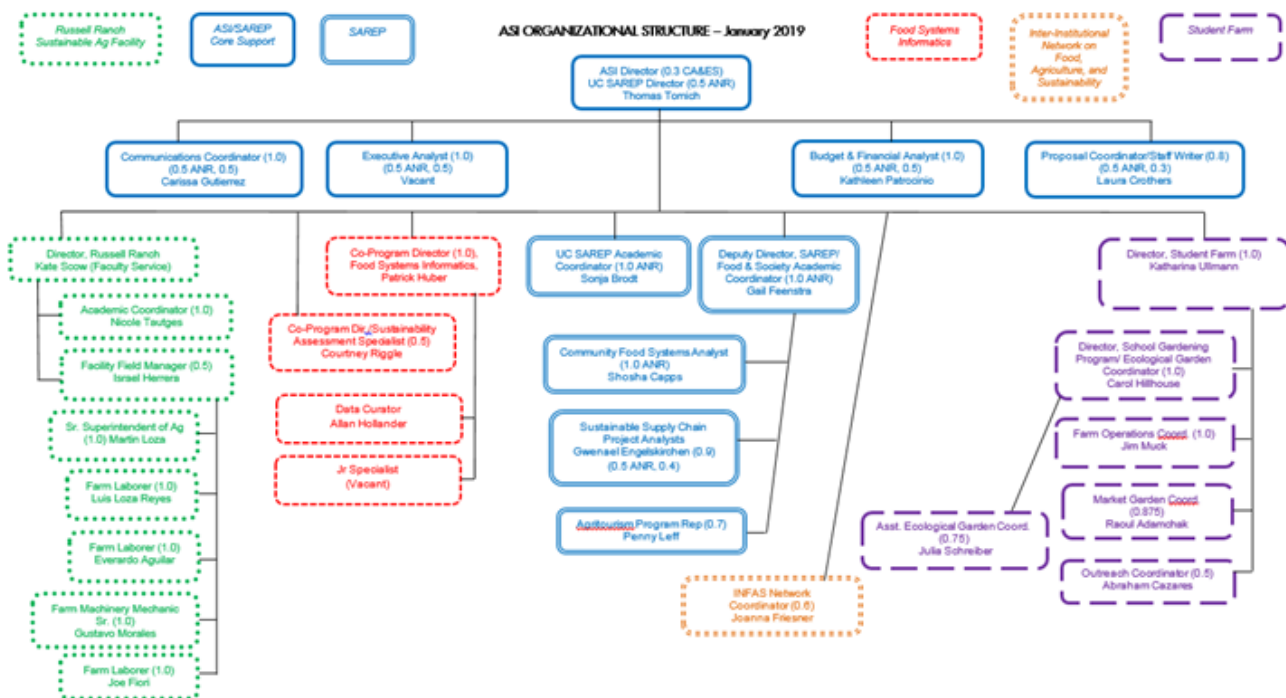 Russell Ranch
Sustainable Ag Facility
ASI/SAREP
Core Support
SAREP
ASI ORGANIZATIONAL STRUCTURE – January 2019
Food Systems
Informatics
Inter-Institutional
Network on
Food,
Agriculture, and
Sustainability
Student Farm
ASI Director (0.3 CA&ES)
UC SAREP Director (0.5 ANR)
Thomas Tomich
Communications Coordinator (1.0)
(0.5 ANR, 0.5)
Carissa Gutierrez
Executive Analyst (1.0)
(0.5 ANR, 0.5)
Vacant
Budget & Financial Analyst (1.0)
(0.5 ANR, 0.5)
Kathleen Patrocinio
Proposal Coordinator/Staff Writer (0.8)
(0.5 ANR, 0.3)
Laura Crothers
Director, Russell Ranch
Kate Scow (Faculty Service)
Academic Coordinator (1.0)
Nicole Tautges
Facility Field Manager (0.5)
Israel Herrera
Sr. Superintendent of Ag
(1.0) Martin Loza
Farm Laborer (1.0)
Luis Loza Reyes
Farm Laborer (1.0)
Everardo Aguilar
Farm Machinery Mechanic
Sr. (1.0)
Gustavo Morales
Farm Laborer (1.0)
Joe Fiori
Co-Program Director (1.0),
Food Systems Informatics,
Patrick Huber
Co-Program Dir./Sustainability
Assessment Specialist (0.5)
Courtney Riggle
Data Curator
Allan Hollander
Jr Specialist
(Vacant)
UC SAREP Academic
Coordinator (1.0 ANR)
Sonja Brodt
Deputy Director, SAREP/
Food & Society Academic
Coordinator (1.0 ANR)
Gail Feenstra
Community Food Systems Analyst
(1.0 ANR)
Shosha Capps
Sustainable Supply Chain
Project Analysts
Gwenael Engelskirchen (0.9)
(0.5 ANR, 0.4)
Agritourism Program Rep (0.7)
Penny Leff
INFAS Network
Coordinator (0.6)
Joanna Friesner
Director, Student Farm (1.0)
Katharina Ullmann
Director, School Gardening
Program/ Ecological Garden
Coordinator (1.0)
Carol Hillhouse
Farm Operations Coord. (1.0)
Jim Muck
Market Garden Coord.
(0.875)
Raoul Adamchak
Asst. Ecological Garden Coord.
(0.75)
Julia Schreiber
Outreach Coordinator (0.5)
Abraham Cazares